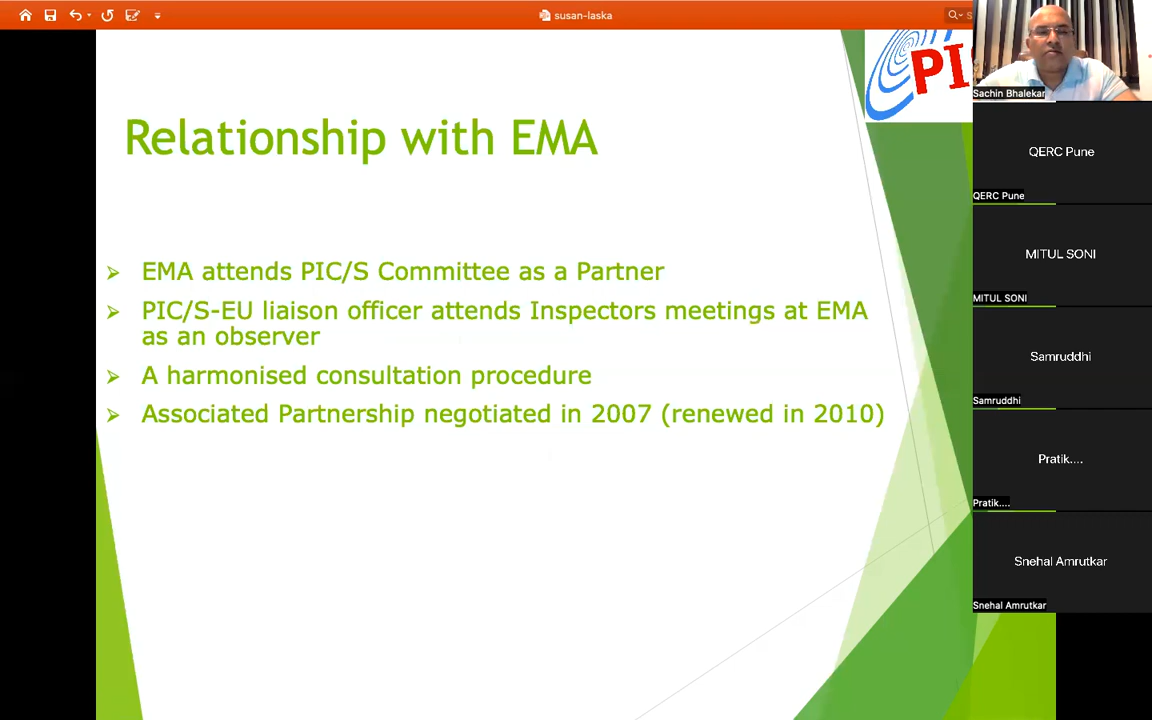 susan-laska
S
PI
Relationship with EMA
EMA attends PIC/S Committee as a Partner
PIC/S-EU liaison officer attends Inspectors meetings at EMA
as an observer
A harmonised consultation procedure
Associated Partnership negotiated in 2007 (renewed in 2010)
Sachin Bhalekar
QERC Pune
QERC Pune
MITUL SONI
MITUL SONI
Samruddhi
Samruddhi
Pratik....
Pratik....
Snehal Amrutkar
Snehal Amrutkar